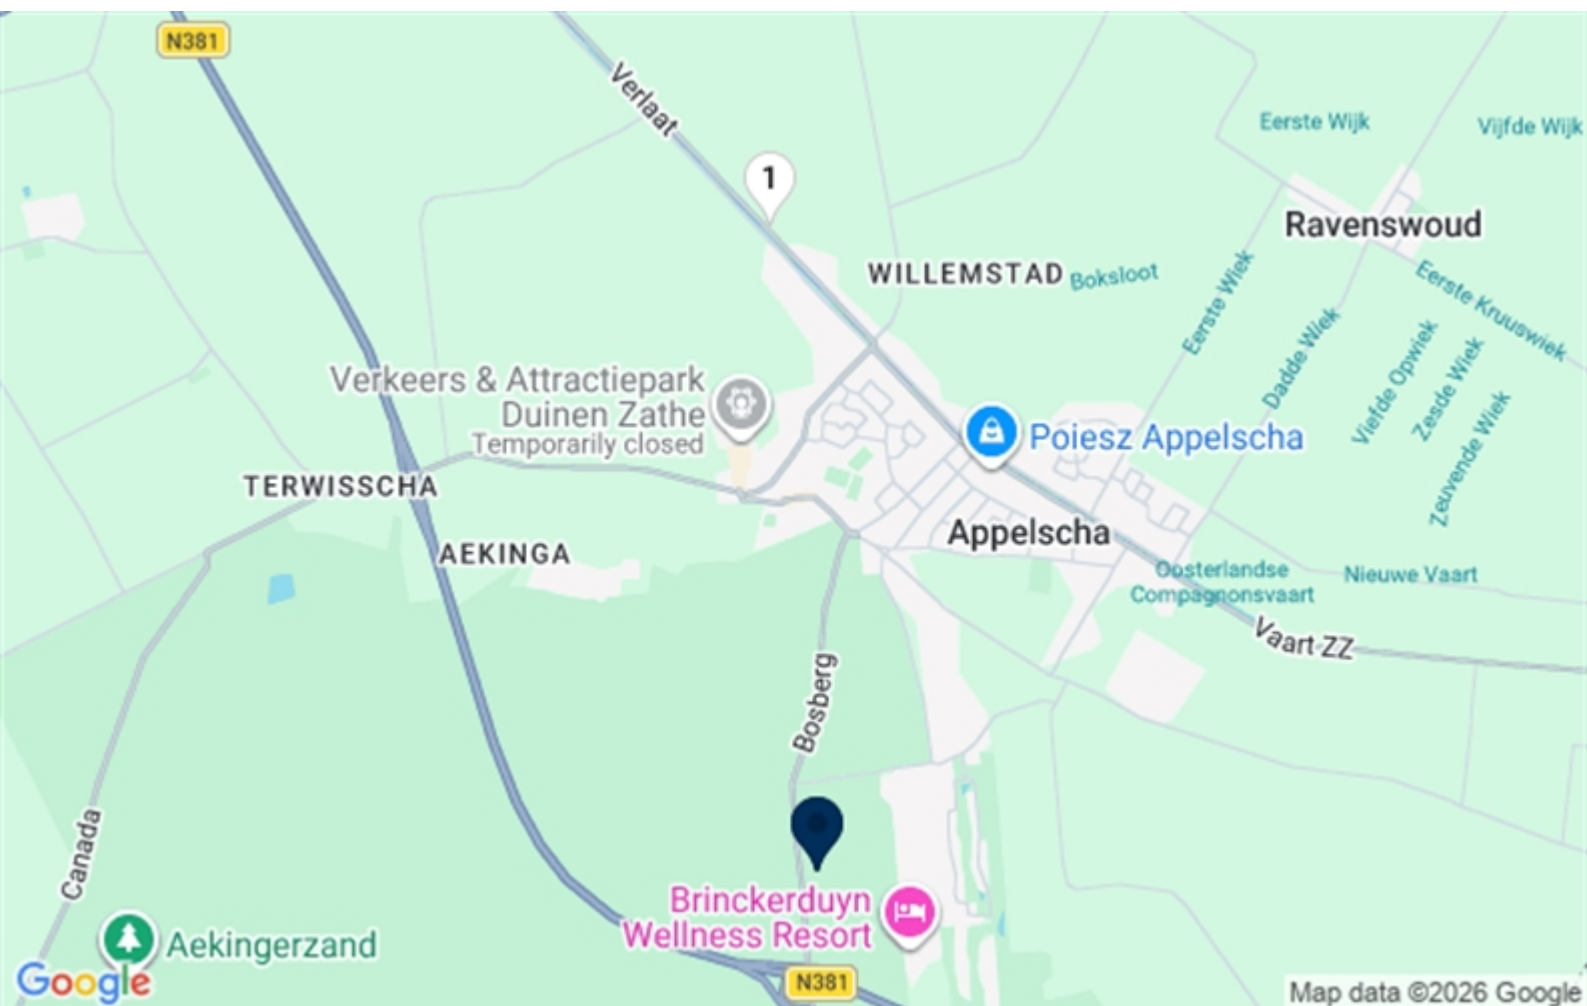 N381
Verlaat
Eerste Wijk
Vijfde Wijk
1
Ravenswoud
WILLEMSTAD
Boksloot
Eerste Wiek
Eerste Kruuswiek
Dadde Wiek
Viefde Opwiek
Zesde Wiek
Zeuvende Wiek
Verkeers & Attractiepark
Duinen Zathe
Temporarily closed
Poiesz Appelscha
TERWISSCHA
AEKINGA
Appelscha
Oosterlandse
Compagnonsvaart
Nieuwe Vaart
Vaart ZZ
Bosberg
Canada
Brinckerduyn
Wellness Resort
Aekingerzand
Google
N381
Map data ©2026 Google